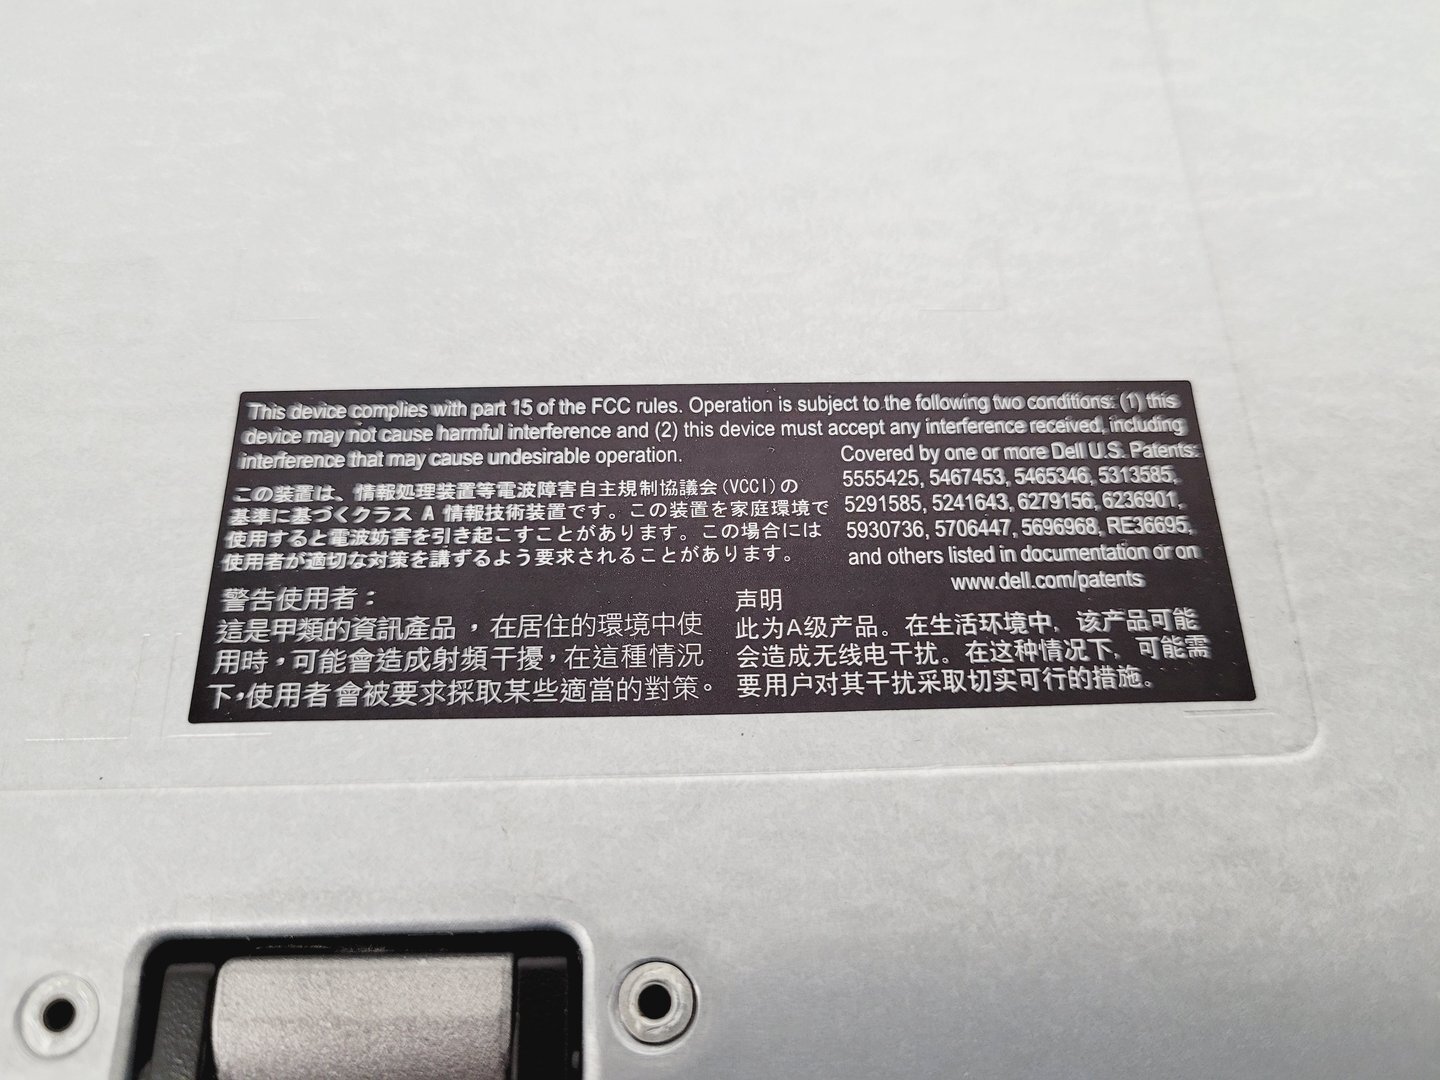 This device complies with part 15 of the FCC rules. Operation is subject to the following two conditions: (1) this
device may not cause harmful interference and (2) this device must accept any interference received, including
interference that may cause undesirable operation.
この装置は、情報処理装置等電波障害自主規制協議会(VCCI)の
基準に基づくクラス A 情報技術装置です。この装置を家庭環境で
使用すると電波妨害を引き起こすことがあります。この場合には
使用者が適切な対策を講ずるよう要求されることがあります。
Covered by one or more Dell U.S. Patents:
5555425, 5467453, 5465346, 5313585,
5291585, 5241643, 6279156, 6236901,
5930736, 5706447, 5696968, RE36695,
and others listed in documentation or on
www.dell.com/patents
警告使用者：
這是甲類的資訊產品，在居住的環境中使
用時，可能會造成射頻干擾，在這種情況
下，使用者會被要求採取某些適當的對策。
声明
此为A级产品。在生活环境中，该产品可能
会造成无线电干扰。在这种情况下，可能需
要用户对其干扰采取切实可行的措施。